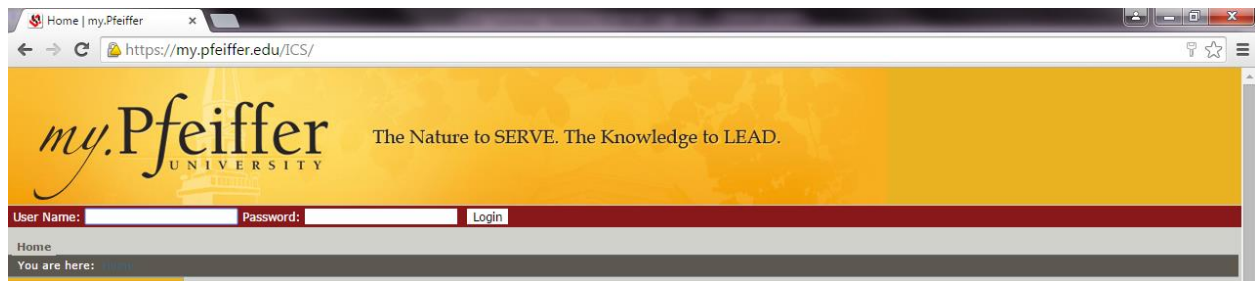 Home | my.Pfeiffer
https://my.pfeiffer.edu/ICS/
my.Pfeiffer
UNIVERSITY
The Nature to SERVE. The Knowledge to LEAD.
User Name: Password: Login
Home
You are here: